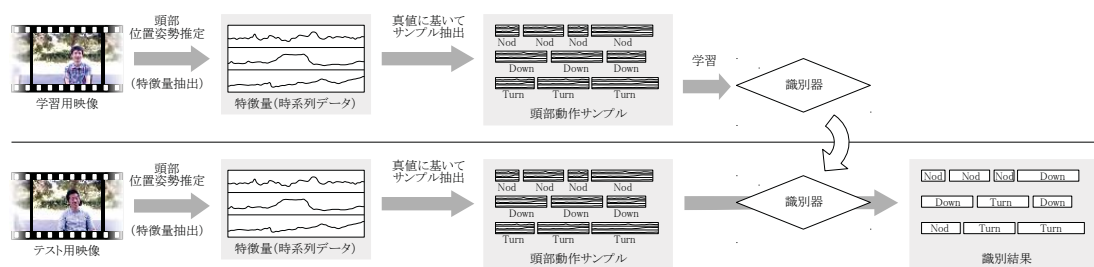 頭部
位置姿勢推定
(特徴量抽出)
学習用映像
特徴量(時系列データ)
真値に基いて
サンプル抽出
Nod Nod Nod Nod
Down Down Down
Turn Turn Turn
頭部動作サンプル
学習
識別器
頭部
位置姿勢推定
(特徴量抽出)
テスト用映像
特徴量(時系列データ)
真値に基いて
サンプル抽出
Nod Nod Nod Nod
Down Down Down
Turn Turn Turn
頭部動作サンプル
識別器
Nod Nod Nod Down
Down Turn Down
Nod Turn Turn
識別結果